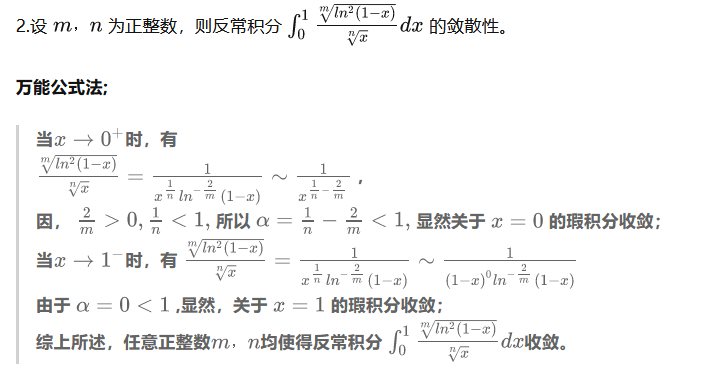 2.设 m，n 为正整数，则反常积分 $\int_0^1 \frac{\sqrt[m]{ln^2(1-x)}}{\sqrt[n]{x}}dx$ 的敛散性。
万能公式法;
当$x \to 0^+$时，有
$\frac{\sqrt[m]{ln^2(1-x)}}{\sqrt[n]{x}} = \frac{1}{x^{\frac{1}{n}}ln^{-\frac{2}{m}}(1-x)} \sim \frac{1}{x^{\frac{1}{n}-\frac{2}{m}}}$，
因，$\frac{2}{m} > 0, \frac{1}{n} < 1$, 所以 $\alpha = \frac{1}{n} - \frac{2}{m} < 1$, 显然关于 $x = 0$ 的瑕积分收敛；
当$x \to 1^-$时，有 $\frac{\sqrt[m]{ln^2(1-x)}}{\sqrt[n]{x}} = \frac{1}{x^{\frac{1}{n}}ln^{-\frac{2}{m}}(1-x)} \sim \frac{1}{(1-x)^0ln^{-\frac{2}{m}}(1-x)}$
由于 $\alpha = 0 < 1$ ,显然，关于 $x = 1$ 的瑕积分收敛；
综上所述，任意正整数$m$，$n$均使得反常积分 $\int_0^1 \frac{\sqrt[m]{ln^2(1-x)}}{\sqrt[n]{x}}dx$收敛。